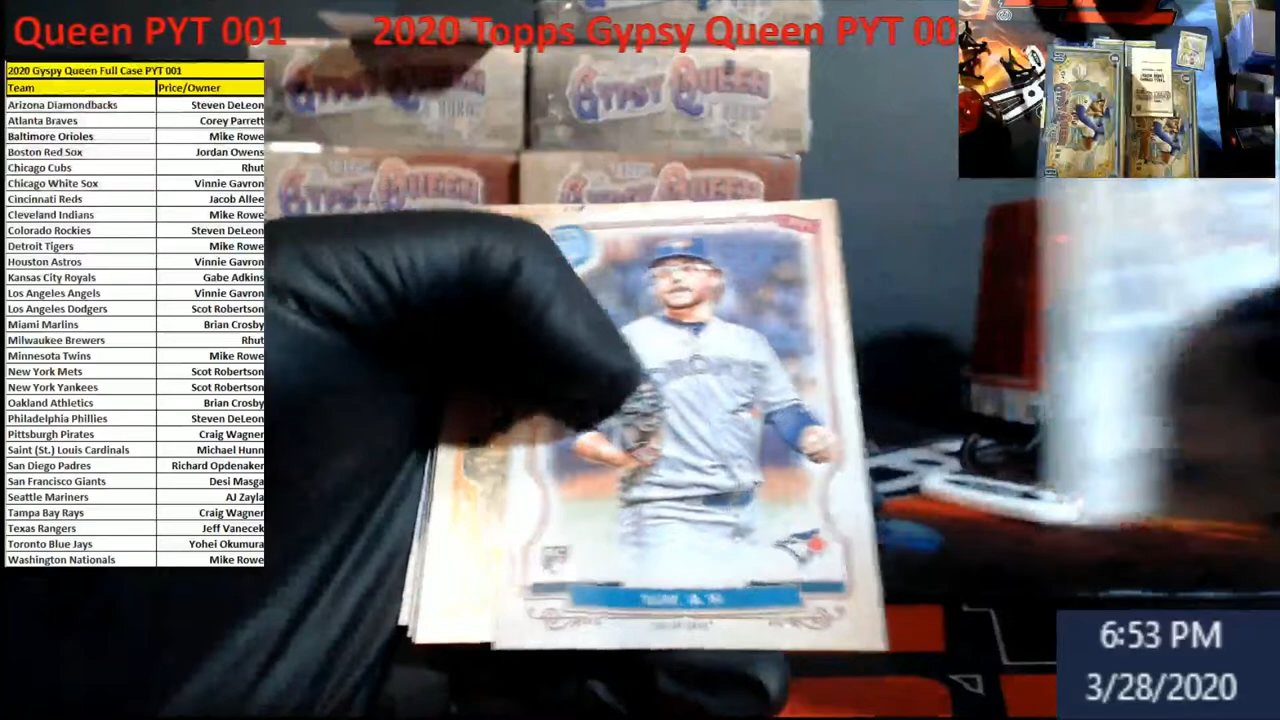 Queen PYT 001 2020 Topps Gypsy Queen PYT 00
2020 Gyspy Queen Full Case PYT 001
Team Price/Owner
Arizona Diamondbacks Steven DeLeon
Atlanta Braves Corey Parrett
Baltimore Orioles Mike Rowe
Boston Red Sox Jordan Owens
Chicago Cubs Rhut
Chicago White Sox Vinnie Gavron
Cincinnati Reds Jacob Allee
Cleveland Indians Mike Rowe
Colorado Rockies Steven DeLeon
Detroit Tigers Mike Rowe
Houston Astros Vinnie Gavron
Kansas City Royals Gabe Adkins
Los Angeles Angels Vinnie Gavron
Los Angeles Dodgers Scot Robertson
Miami Marlins Brian Crosby
Milwaukee Brewers Rhut
Minnesota Twins Mike Rowe
New York Mets Scot Robertson
New York Yankees Scot Robertson
Oakland Athletics Brian Crosby
Philadelphia Phillies Steven DeLeon
Pittsburgh Pirates Craig Wagner
Saint (St.) Louis Cardinals Michael Hunn
San Diego Padres Richard Opdenaker
San Francisco Giants Desi Masga
Seattle Mariners AJ Zayla
Tampa Bay Rays Craig Wagner
Texas Rangers Jeff Vanecek
Toronto Blue Jays Yohei Okumura
Washington Nationals Mike Rowe
GYPSY QUEEN
GYPSY QUEEN
GYPSY QUEEN
GYPSY QUEEN
6:53 PM
3/28/2020